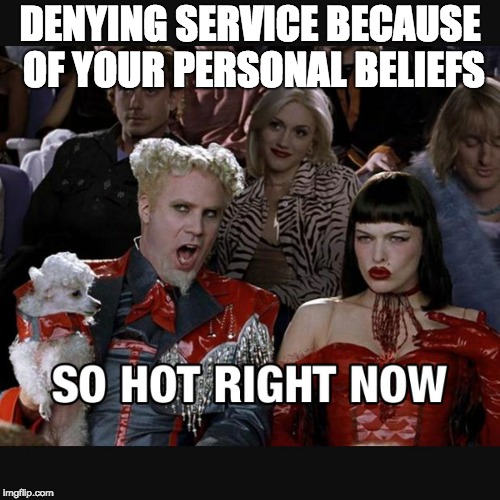 DENYING SERVICE BECAUSE
OF YOUR PERSONAL BELIEFS
SO HOT RIGHT NOW
imgflip.com